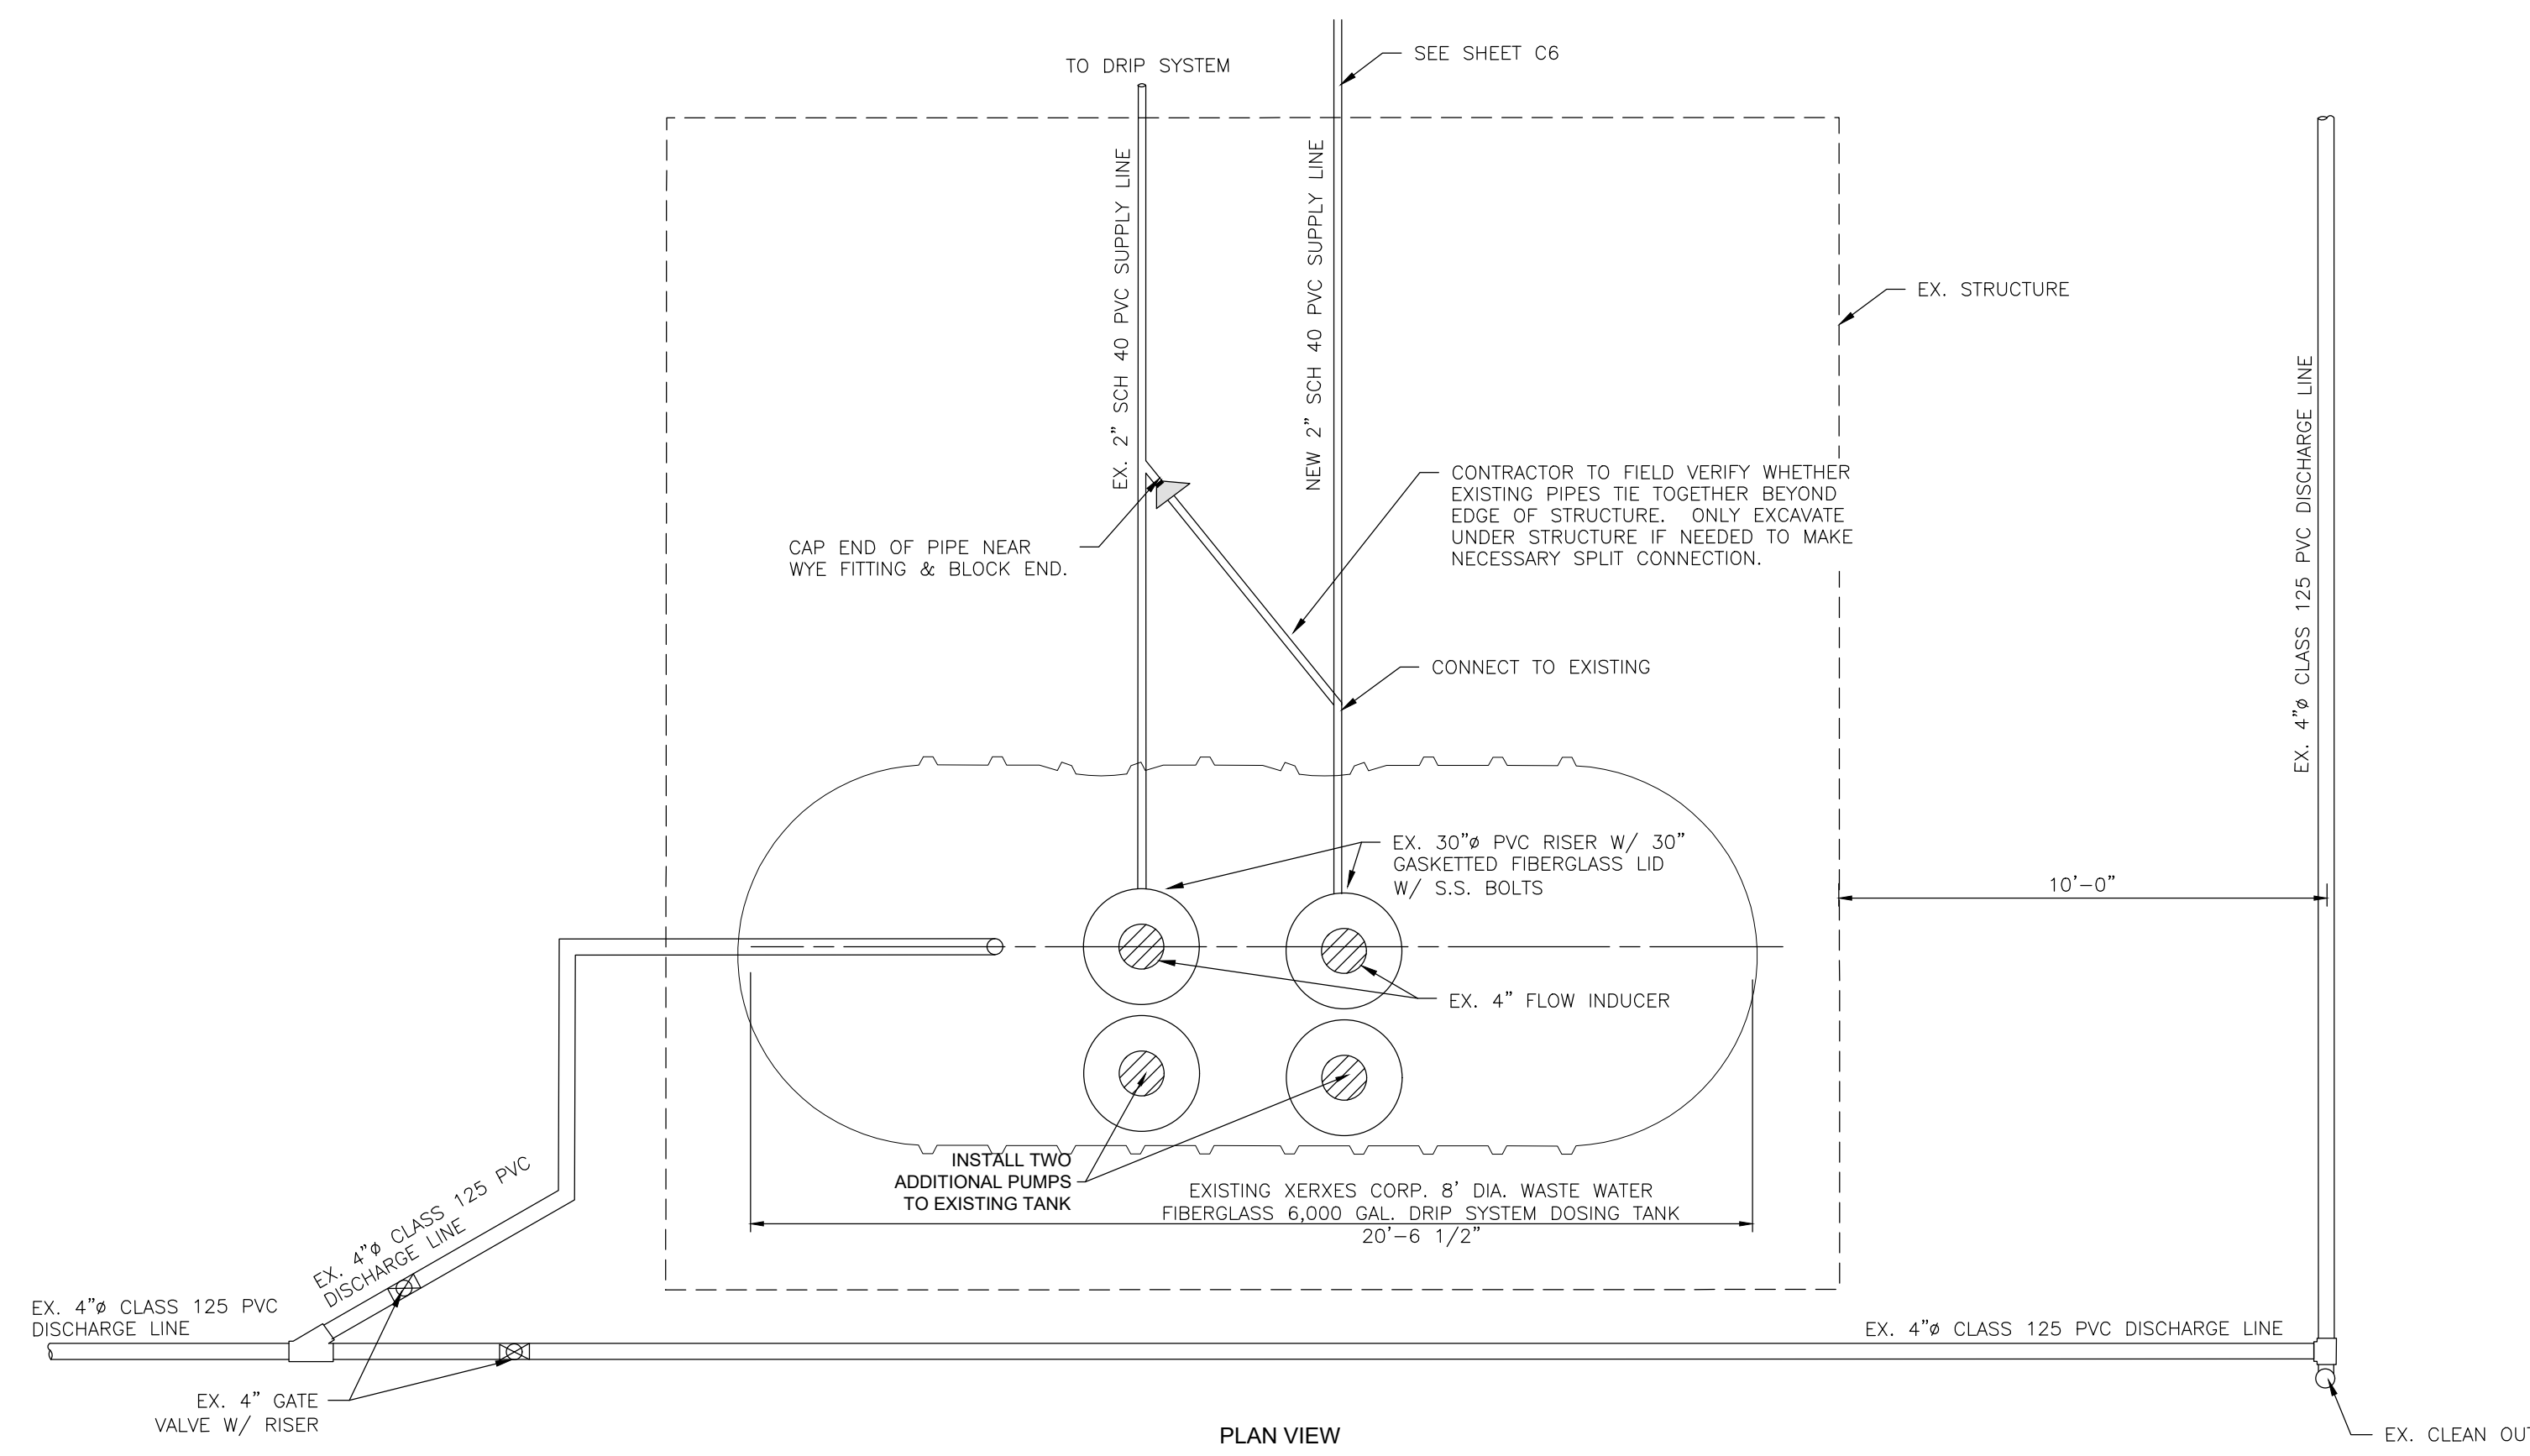 SEE SHEET C6
TO DRIP SYSTEM
EX. 2" SCH 40 PVC SUPPLY LINE
NEW 2" SCH 40 PVC SUPPLY LINE
EX. STRUCTURE
EX. 4"ø CLASS 125 PVC DISCHARGE LINE
CONTRACTOR TO FIELD VERIFY WHETHER
EXISTING PIPES TIE TOGETHER BEYOND
EDGE OF STRUCTURE. ONLY EXCAVATE
UNDER STRUCTURE IF NEEDED TO MAKE
NECESSARY SPLIT CONNECTION.
CAP END OF PIPE NEAR
WYE FITTING & BLOCK END.
CONNECT TO EXISTING
EX. 30"ø PVC RISER W/ 30"
GASKETTED FIBERGLASS LID
W/ S.S. BOLTS
10'-0"
EX. 4" FLOW INDUCER
INSTALL TWO
ADDITIONAL PUMPS
TO EXISTING TANK
EXISTING XERXES CORP. 8' DIA. WASTE WATER
FIBERGLASS 6,000 GAL. DRIP SYSTEM DOSING TANK
20'-6 1/2"
EX. 4"ø CLASS 125 PVC
DISCHARGE LINE
EX. 4"ø CLASS 125 PVC
DISCHARGE LINE
EX. 4"ø CLASS 125 PVC DISCHARGE LINE
EX. 4" GATE
VALVE W/ RISER
PLAN VIEW
EX. CLEAN OU